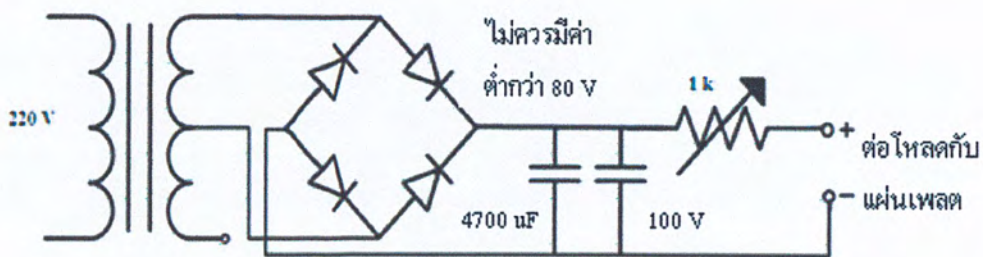 ไม่ควรมีค่า
ต่ำกว่า 80 V
220 V
1 k
+ ต่อโหลดกับ
- แผ่นเพลต
4700 uF
100 V